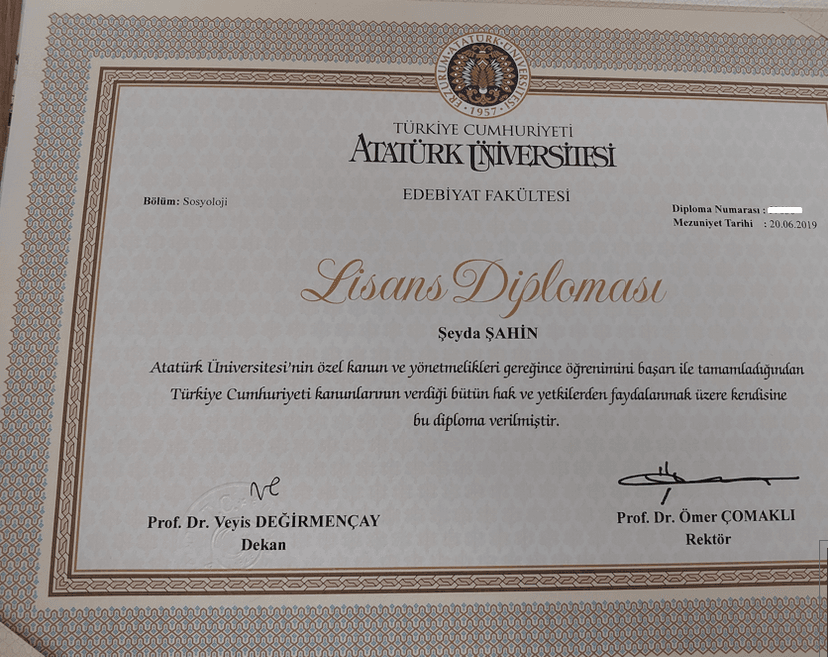 ERZURUM ATATÜRK ÜNİVERSİTESİ
1957
TÜRKİYE CUMHURİYETİ
ATATÜRK ÜNİVERSİTESİ
EDEBİYAT FAKÜLTESİ
Bölüm: Sosyoloji
Diploma Numarası :
Mezuniyet Tarihi : 20.06.2019
Lisans Diploması
Şeyda ŞAHİN
Atatürk Üniversitesi'nin özel kanun ve yönetmelikleri gereğince öğrenimini başarı ile tamamladığından
Türkiye Cumhuriyeti kanunlarının verdiği bütün hak ve yetkilerden faydalanmak üzere kendisine
bu diploma verilmiştir.
Prof. Dr. Veyis DEĞİRMENÇAY
Dekan
Prof. Dr. Ömer ÇOMAKLI
Rektör